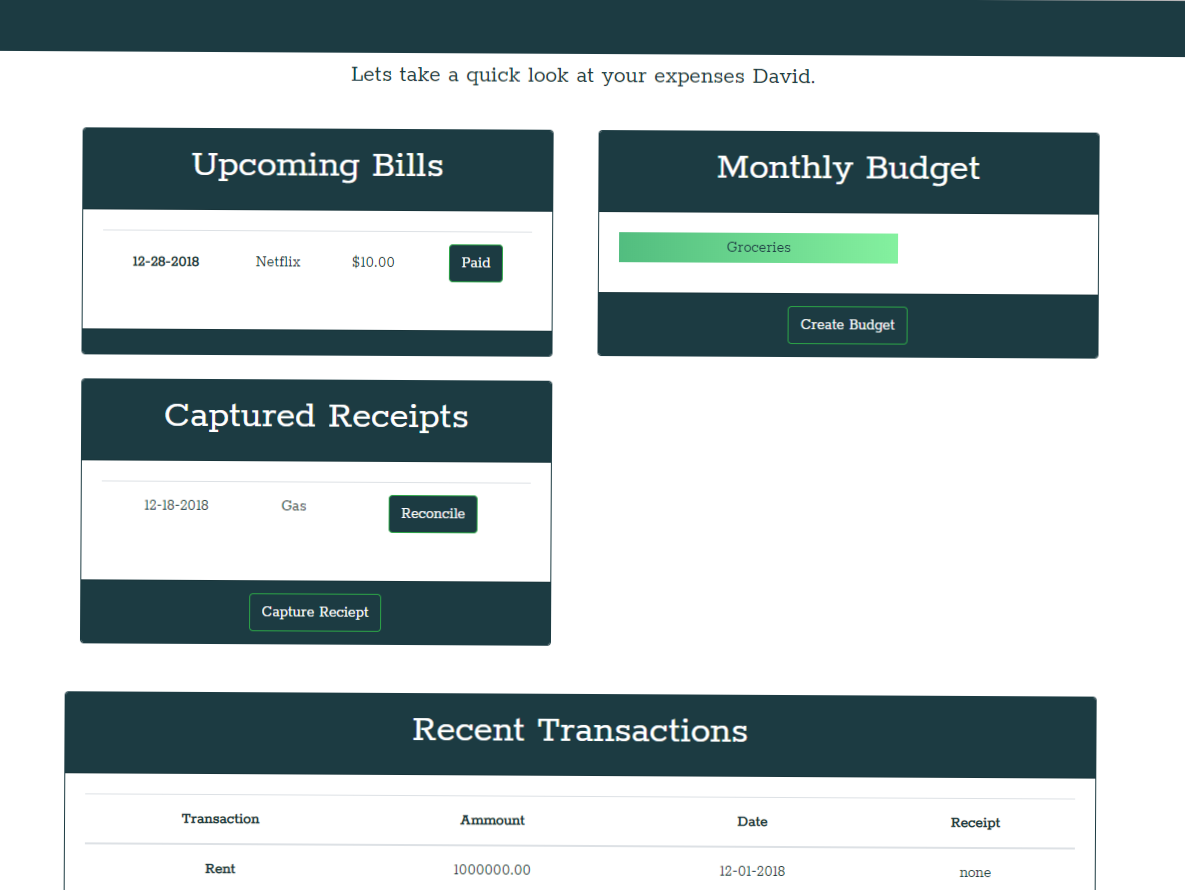 Lets take a quick look at your expenses David.
Upcoming Bills
12-28-2018 Netflix $10.00 Paid
Monthly Budget
Groceries
Create Budget
Captured Receipts
12-18-2018 Gas Reconcile
Capture Reciept
Recent Transactions
Transaction Ammount Date Receipt
Rent 1000000.00 12-01-2018 none